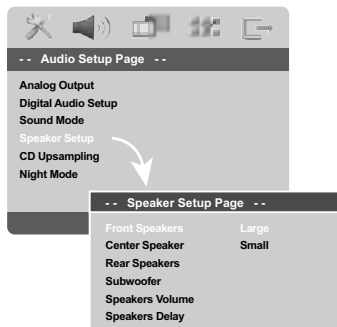 - - Audio Setup Page - -
Analog Output
Digital Audio Setup
Sound Mode
Speaker Setup
CD Upsampling
Night Mode
- - Speaker Setup Page - -
Front Speakers Large
Center Speaker Small
Rear Speakers
Subwoofer
Speakers Volume
Speakers Delay